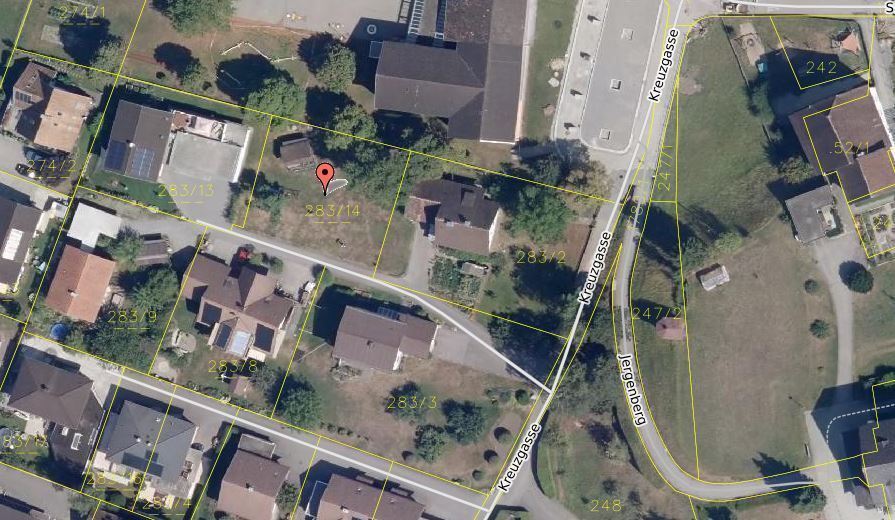 274/1
S
Kreuzgasse
242
.52/1
247/1
274/2
283/13
283/14
283/2
Kreuzgasse
247/2
283/9
283/8
Jergenberg
283/3
Kreuzgasse
248